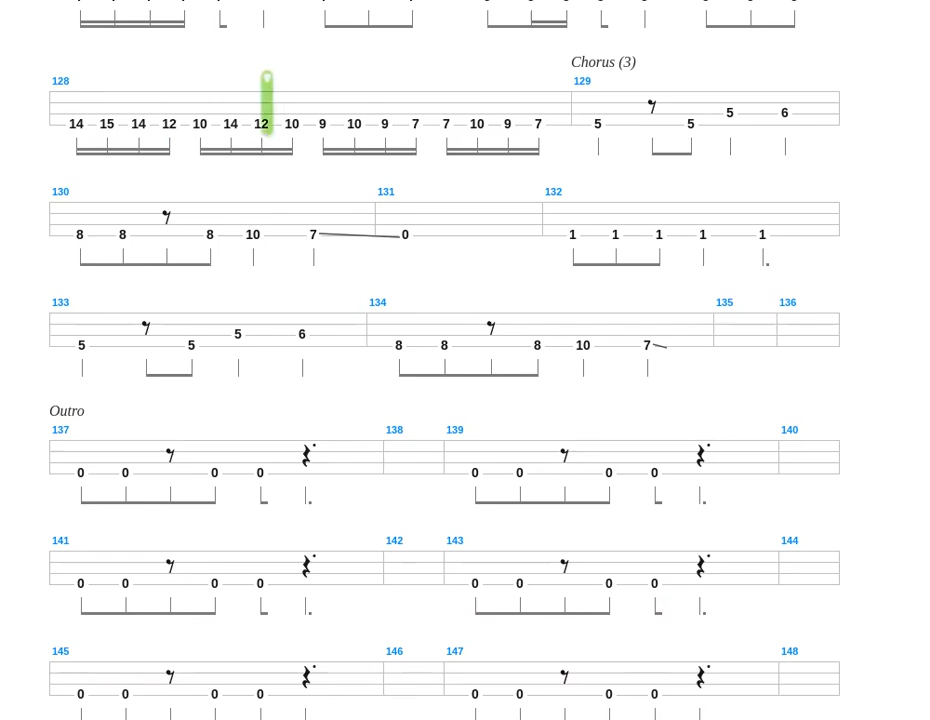 Chorus (3)
128 129
14 15 14 12 10 14 12 10 9 10 9 7 7 10 9 7 5 5 5 6
130 131 132
8 8 8 10 7 0 1 1 1 1 1
133 134 135 136
5 5 5 6 8 8 8 10 7
Outro
137 138 139 140
0 0 0 0 0 0 0 0
141 142 143 144
0 0 0 0 0 0 0 0
145 146 147 148
0 0 0 0 0 0 0 0